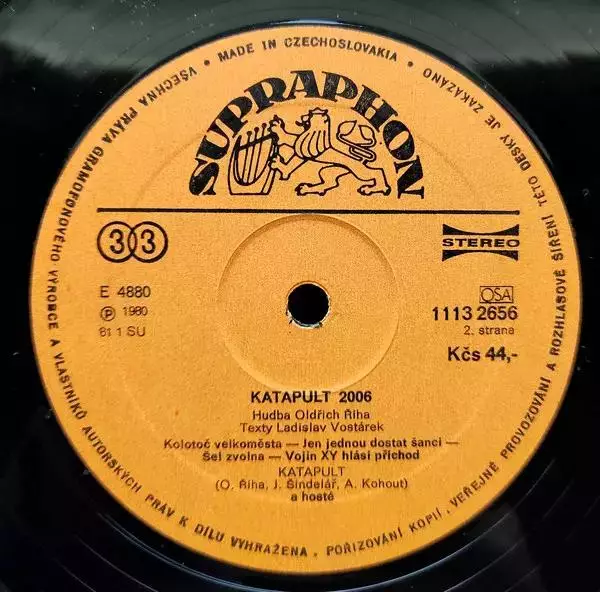 VŠECHNA PRÁVA GRAMOFONOVÉHO VÝROBCE A VLASTNÍKŮ AUTORSKÝCH PRÁV K DÍLU VYHRAŽENA. POŘIZOVÁNÍ KOPIÍ, VEŘEJNÉ PROVOZOVÁNÍ A ROZHLASOVÉ ŠÍŘENÍ TÉTO DESKY JE ZAKÁZÁNO • MADE IN CZECHOSLOVAKIA •
SUPRAPHON
33
STEREO
E 4880
℗ 1980
81 1 SU
OSA
1113 2656
2. strana
Kčs 44,-
KATAPULT 2006
Hudba Oldřich Říha
Texty Ladislav Vostárek
Kolotoč velkoměsta — Jen jednou dostat šanci —
Šel zvolna — Vojín XY hlásí příchod
KATAPULT
(O. Říha, J. Šindelář, A. Kohout)
a hosté